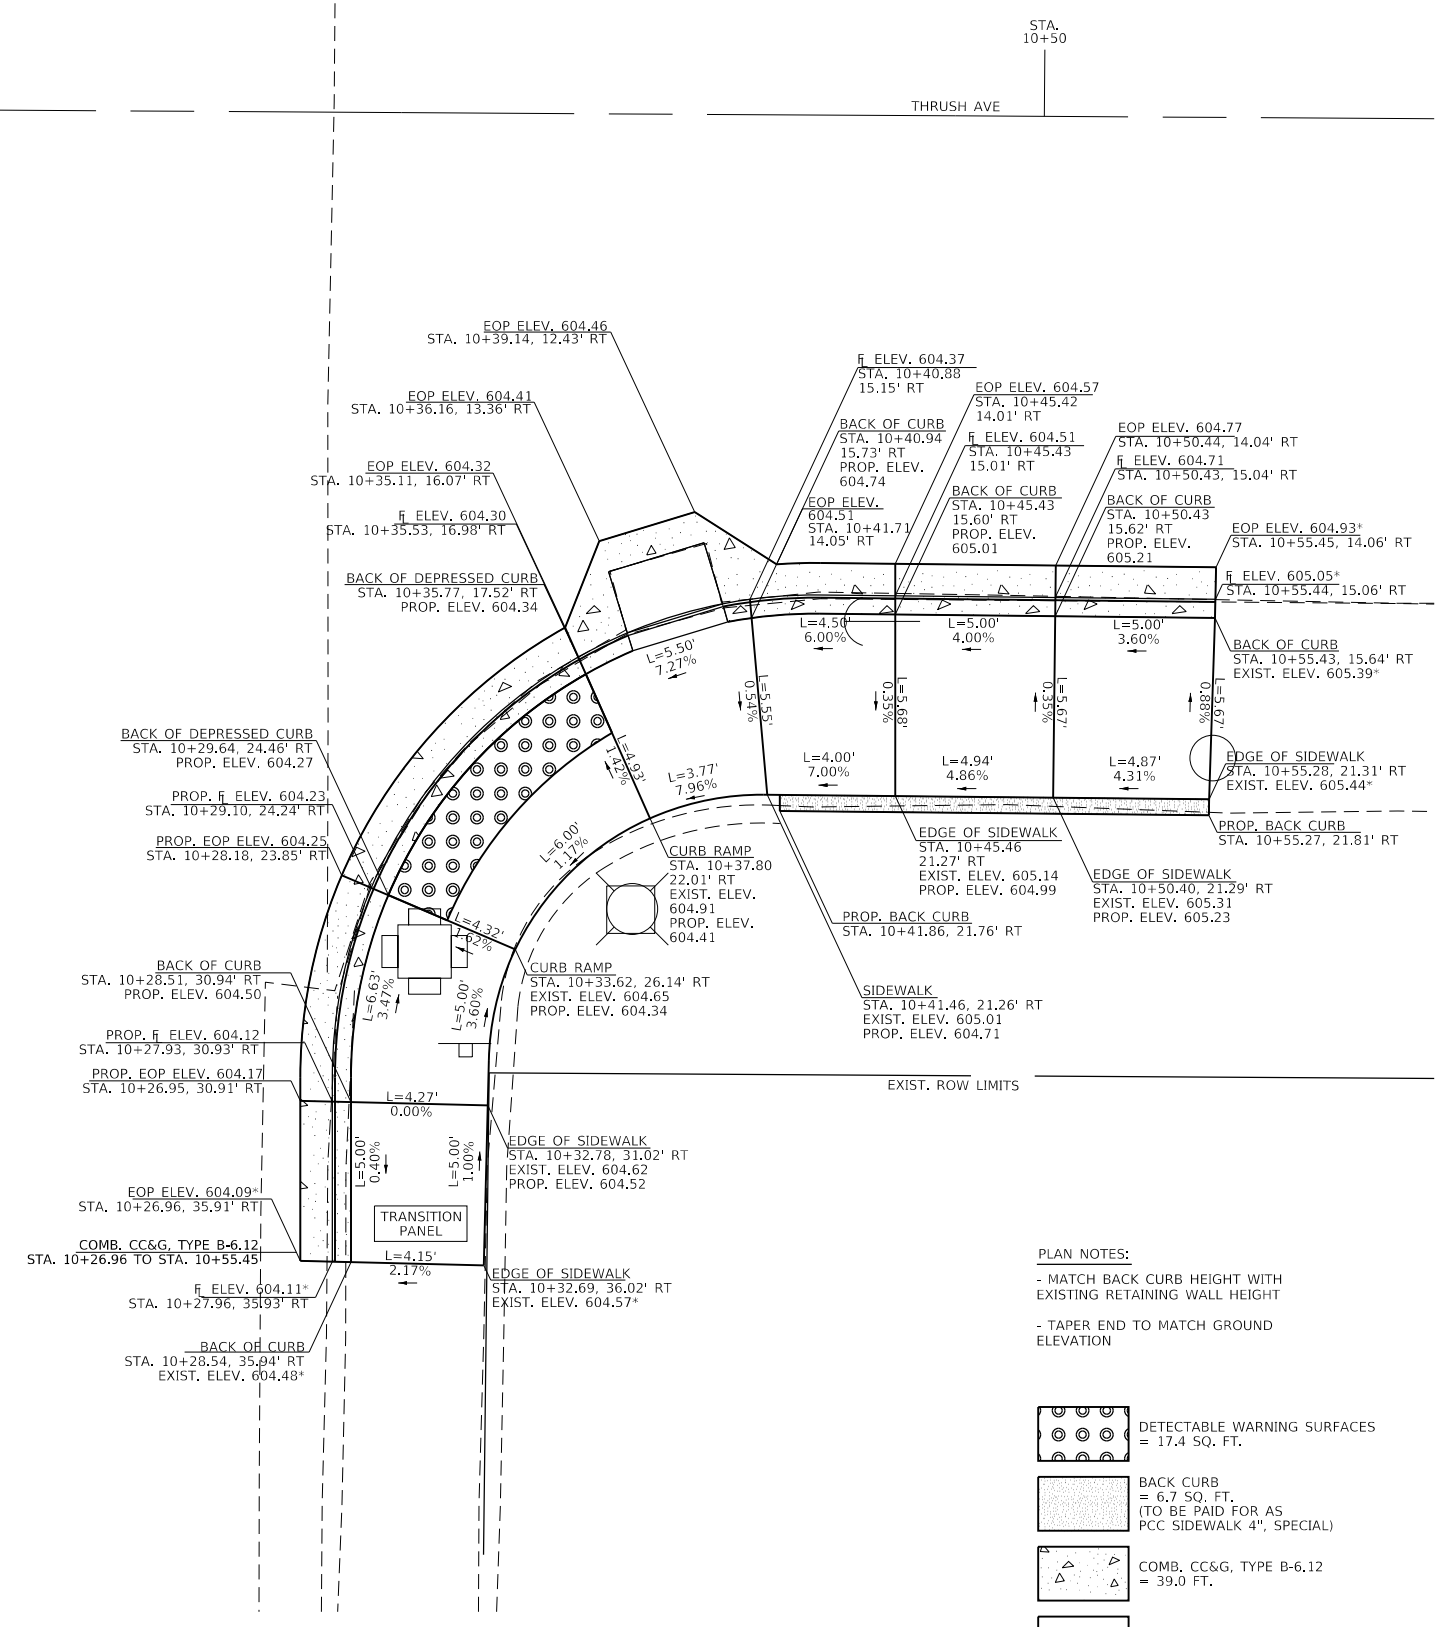 STA.
10+50
THRUSH AVE
EOP ELEV. 604.46
STA. 10+39.14, 12.43' RT
EOP ELEV. 604.41
STA. 10+36.16, 13.36' RT
EOP ELEV. 604.32
STA. 10+35.11, 16.07' RT
FL ELEV. 604.30
STA. 10+35.53, 16.98' RT
BACK OF DEPRESSED CURB
STA. 10+35.77, 17.52' RT
PROP. ELEV. 604.34
FL ELEV. 604.37
STA. 10+40.88
15.15' RT
BACK OF CURB
STA. 10+40.94
15.73' RT
PROP. ELEV.
604.74
EOP ELEV.
604.51
STA. 10+41.71
14.05' RT
EOP ELEV. 604.57
STA. 10+45.42
14.01' RT
FL ELEV. 604.51
STA. 10+45.43
15.01' RT
BACK OF CURB
STA. 10+45.43
15.60' RT
PROP. ELEV.
605.01
EOP ELEV. 604.77
STA. 10+50.44, 14.04' RT
FL ELEV. 604.71
STA. 10+50.43, 15.04' RT
BACK OF CURB
STA. 10+50.43
15.62' RT
PROP. ELEV.
605.21
EOP ELEV. 604.93*
STA. 10+55.45, 14.06' RT
FL ELEV. 605.05*
STA. 10+55.44, 15.06' RT
BACK OF CURB
STA. 10+55.43, 15.64' RT
EXIST. ELEV. 605.39*
L=4.50'
6.00%
L=5.00'
4.00%
L=5.00'
3.60%
L=5.50'
7.27%
L=5.55'
0.54%
L=5.68'
0.35%
L=5.67'
0.35%
L=5.67'
0.88%
L=4.93'
1.42%
L=3.77'
7.96%
L=4.00'
7.00%
L=4.94'
4.86%
L=4.87'
4.31%
L=6.00'
1.17%
BACK OF DEPRESSED CURB
STA. 10+29.64, 24.46' RT
PROP. ELEV. 604.27
PROP. FL ELEV. 604.23
STA. 10+29.10, 24.24' RT
PROP. EOP ELEV. 604.25
STA. 10+28.18, 23.85' RT
EDGE OF SIDEWALK
STA. 10+55.28, 21.31' RT
EXIST. ELEV. 605.44*
PROP. BACK CURB
STA. 10+55.27, 21.81' RT
EDGE OF SIDEWALK
STA. 10+45.46
21.27' RT
EXIST. ELEV. 605.14
PROP. ELEV. 604.99
EDGE OF SIDEWALK
STA. 10+50.40, 21.29' RT
EXIST. ELEV. 605.31
PROP. ELEV. 605.23
CURB RAMP
STA. 10+37.80
22.01' RT
EXIST. ELEV.
604.91
PROP. ELEV.
604.41
PROP. BACK CURB
STA. 10+41.86, 21.76' RT
L=4.32'
1.62%
BACK OF CURB
STA. 10+28.51, 30.94' RT
PROP. ELEV. 604.50
L=6.63'
3.47%
L=5.00'
3.60%
CURB RAMP
STA. 10+33.62, 26.14' RT
EXIST. ELEV. 604.65
PROP. ELEV. 604.34
SIDEWALK
STA. 10+41.46, 21.26' RT
EXIST. ELEV. 605.01
PROP. ELEV. 604.71
PROP. FL ELEV. 604.12
STA. 10+27.93, 30.93' RT
PROP. EOP ELEV. 604.17
STA. 10+26.95, 30.91' RT
EXIST. ROW LIMITS
L=4.27'
0.00%
L=5.00'
0.40%
L=5.00'
1.00%
EDGE OF SIDEWALK
STA. 10+32.78, 31.02' RT
EXIST. ELEV. 604.62
PROP. ELEV. 604.52
EOP ELEV. 604.09*
STA. 10+26.96, 35.91' RT
TRANSITION
PANEL
COMB. CC&G, TYPE B-6.12
STA. 10+26.96 TO STA. 10+55.45
L=4.15'
2.17%
FL ELEV. 604.11*
STA. 10+27.96, 35.93' RT
EDGE OF SIDEWALK
STA. 10+32.69, 36.02' RT
EXIST. ELEV. 604.57*
BACK OF CURB
STA. 10+28.54, 35.94' RT
EXIST. ELEV. 604.48*
PLAN NOTES:
- MATCH BACK CURB HEIGHT WITH
EXISTING RETAINING WALL HEIGHT
- TAPER END TO MATCH GROUND
ELEVATION
DETECTABLE WARNING SURFACES
= 17.4 SQ. FT.
BACK CURB
= 6.7 SQ. FT.
(TO BE PAID FOR AS
PCC SIDEWALK 4", SPECIAL)
COMB. CC&G, TYPE B-6.12
= 39.0 FT.